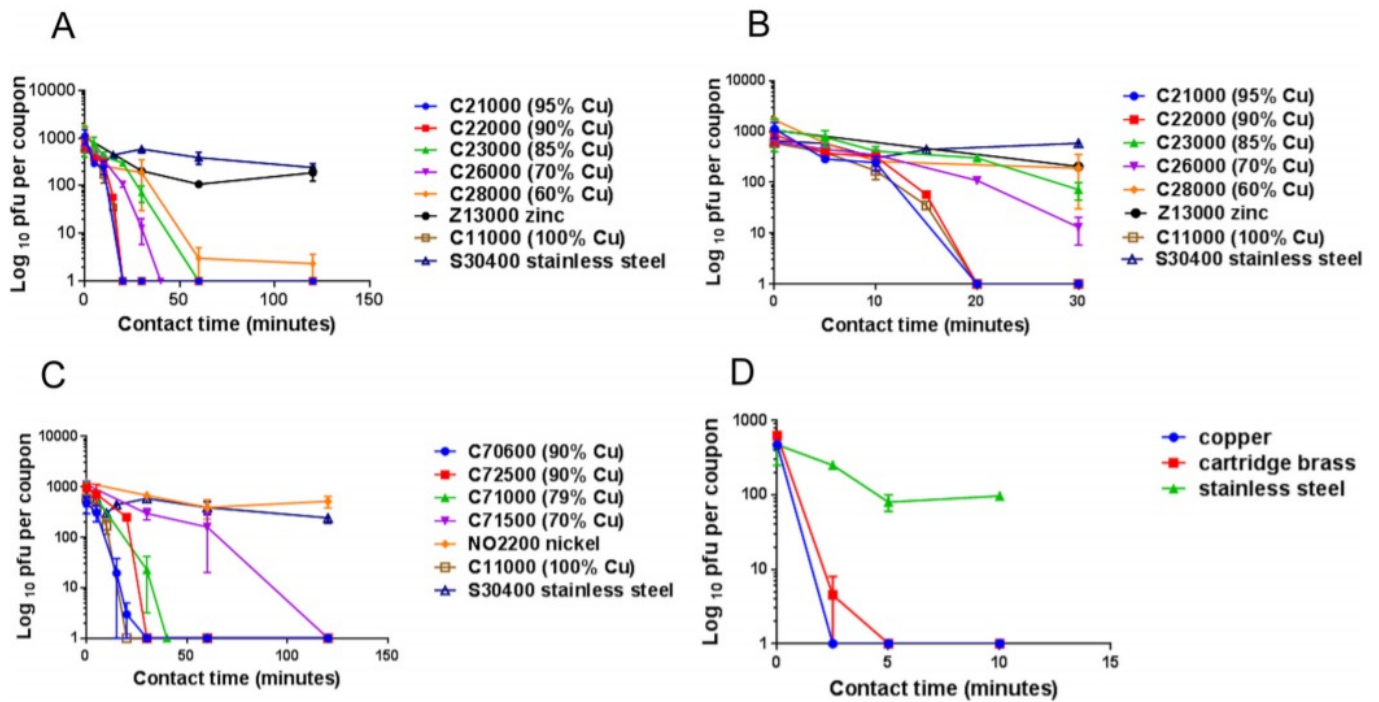 A
Log 10 pfu per coupon
10000
1000
100
10
1
0
50
100
150
Contact time (minutes)
C21000 (95% Cu)
C22000 (90% Cu)
C23000 (85% Cu)
C26000 (70% Cu)
C28000 (60% Cu)
Z13000 zinc
C11000 (100% Cu)
S30400 stainless steel
B
Log 10 pfu per coupon
10000
1000
100
10
1
0
10
20
30
Contact time (minutes)
C21000 (95% Cu)
C22000 (90% Cu)
C23000 (85% Cu)
C26000 (70% Cu)
C28000 (60% Cu)
Z13000 zinc
C11000 (100% Cu)
S30400 stainless steel
C
Log 10 pfu per coupon
10000
1000
100
10
1
0
50
100
150
Contact time (minutes)
C70600 (90% Cu)
C72500 (90% Cu)
C71000 (79% Cu)
C71500 (70% Cu)
NO2200 nickel
C11000 (100% Cu)
S30400 stainless steel
D
Log 10 pfu per coupon
1000
100
10
1
0
5
10
15
Contact time (minutes)
copper
cartridge brass
stainless steel